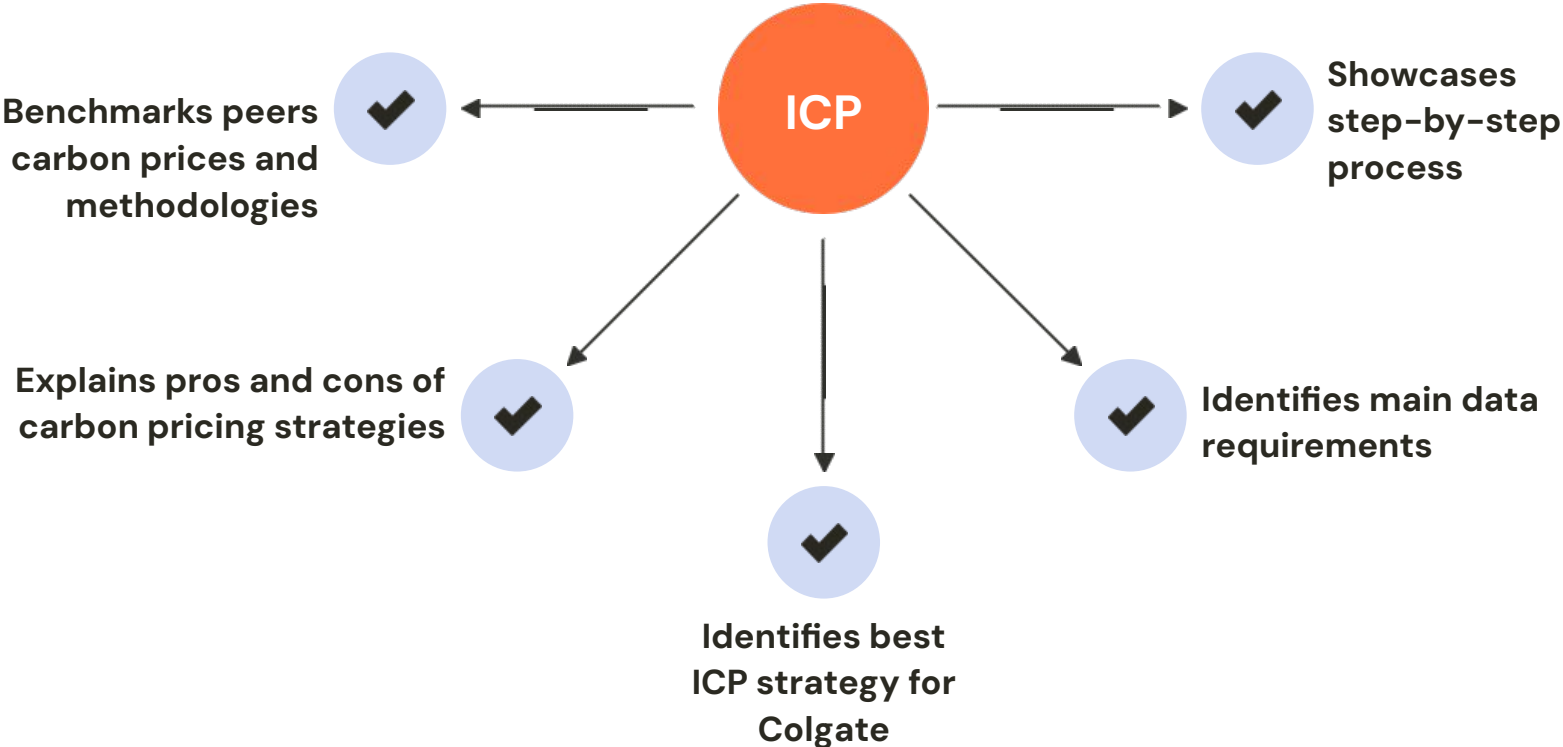 ICP
Benchmarks peers
carbon prices and
methodologies
Showcases
step-by-step
process
Explains pros and cons of
carbon pricing strategies
Identifies main data
requirements
Identifies best
ICP strategy for
Colgate